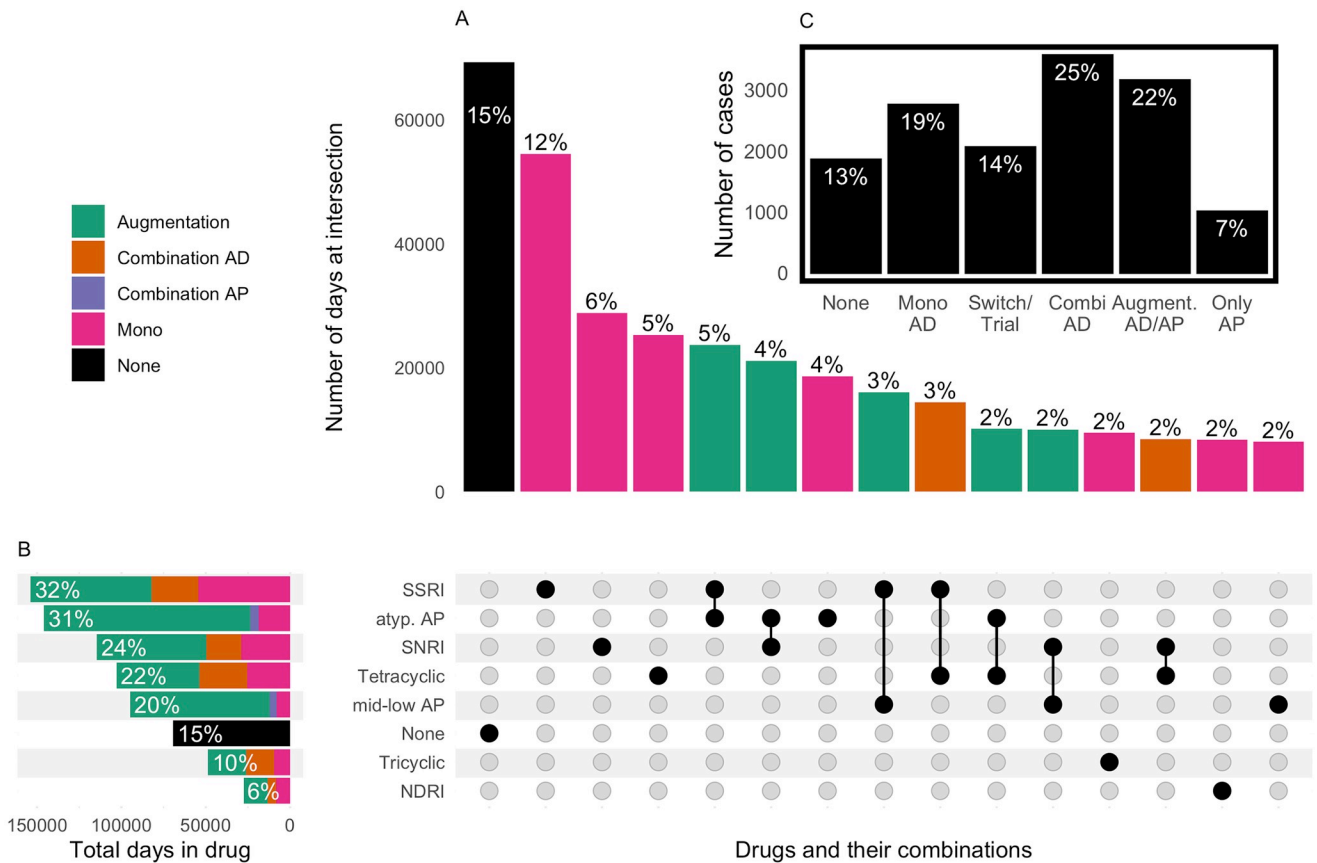 A
C
Number of days at intersection
60000
40000
20000
0
15%
12%
6%
5%
5%
4%
4%
3%
3%
2%
2%
2%
2%
2%
2%
Number of cases
3000
2000
1000
0
13%
19%
14%
25%
22%
7%
None
Mono
AD
Switch/
Trial
Combi
AD
Augment.
AD/AP
Only
AP
Augmentation
Combination AD
Combination AP
Mono
None
B
32%
31%
24%
22%
20%
15%
10%
6%
150000
100000
50000
0
Total days in drug
SSRI
atyp. AP
SNRI
Tetracyclic
mid-low AP
None
Tricyclic
NDRI
Drugs and their combinations